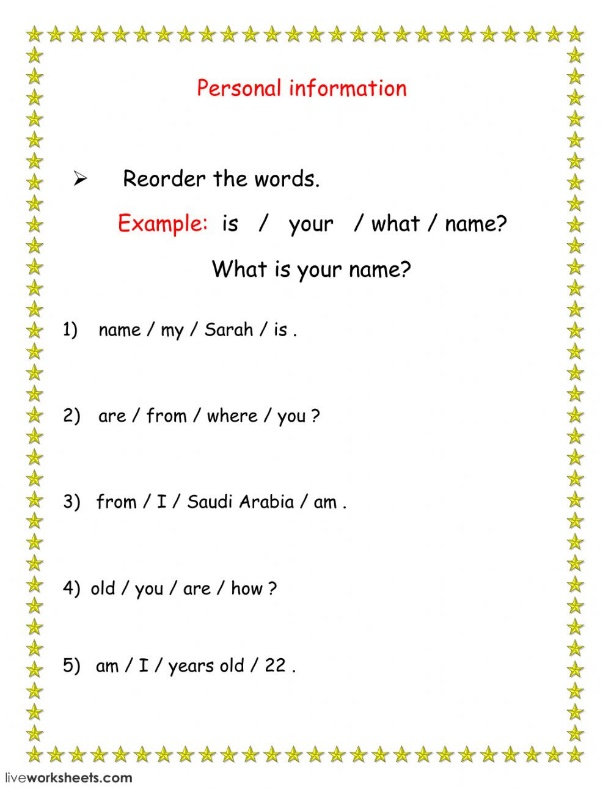 Personal information
➢ Reorder the words.
Example: is / your / what / name?
What is your name?
1) name / my / Sarah / is .
2) are / from / where / you ?
3) from / I / Saudi Arabia / am .
4) old / you / are / how ?
5) am / I / years old / 22 .
liveworksheets.com